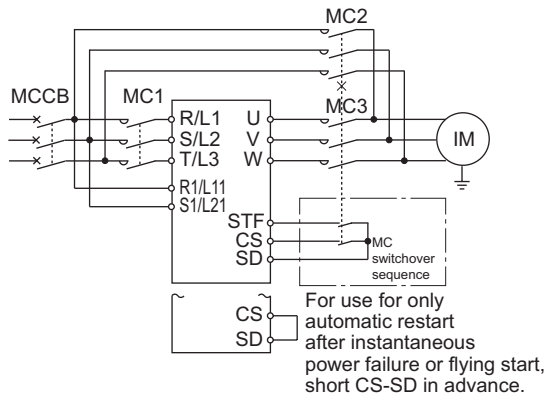 MC2
MCCB
MC1
MC3
R/L1
S/L2
T/L3
R1/L11
S1/L21
U
V
W
IM
STF
CS
SD
MC
switchover
sequence
CS
SD
For use for only
automatic restart
after instantaneous
power failure or flying start,
short CS-SD in advance.